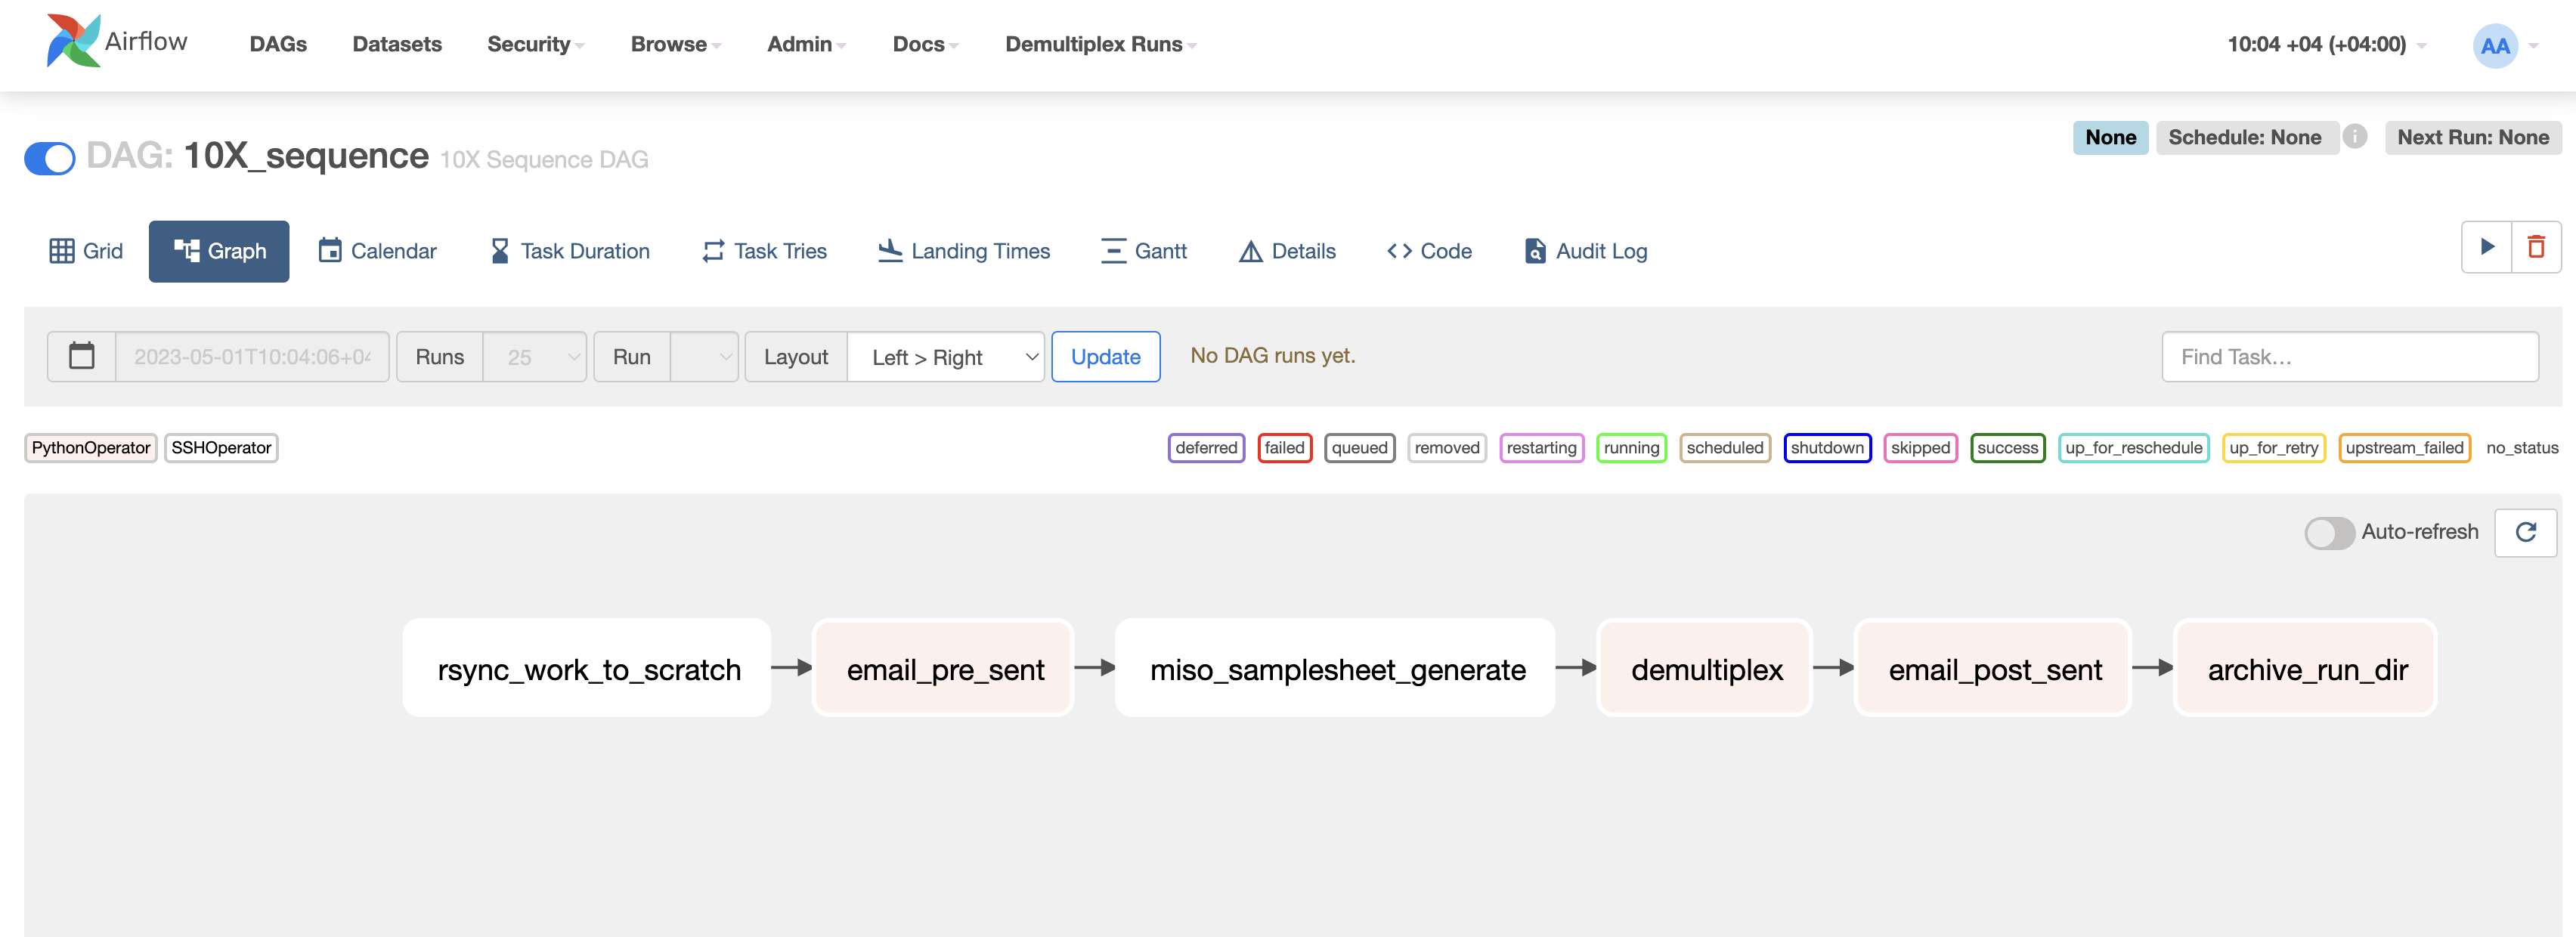 Airflow DAGs Datasets Security Browse Admin Docs Demultiplex Runs 10:04 +04 (+04:00) AA
None Schedule: None i Next Run: None
DAG: 10X_sequence 10X Sequence DAG
Grid Graph Calendar Task Duration Task Tries Landing Times Gantt Details Code Audit Log
2023-05-01T10:04:06+04 Runs 25 Run Layout Left > Right Update No DAG runs yet. Find Task...
PythonOperator SSHOperator deferred failed queued removed restarting running scheduled shutdown skipped success up_for_reschedule up_for_retry upstream_failed no_status
Auto-refresh
rsync_work_to_scratch email_pre_sent miso_samplesheet_generate demultiplex email_post_sent archive_run_dir